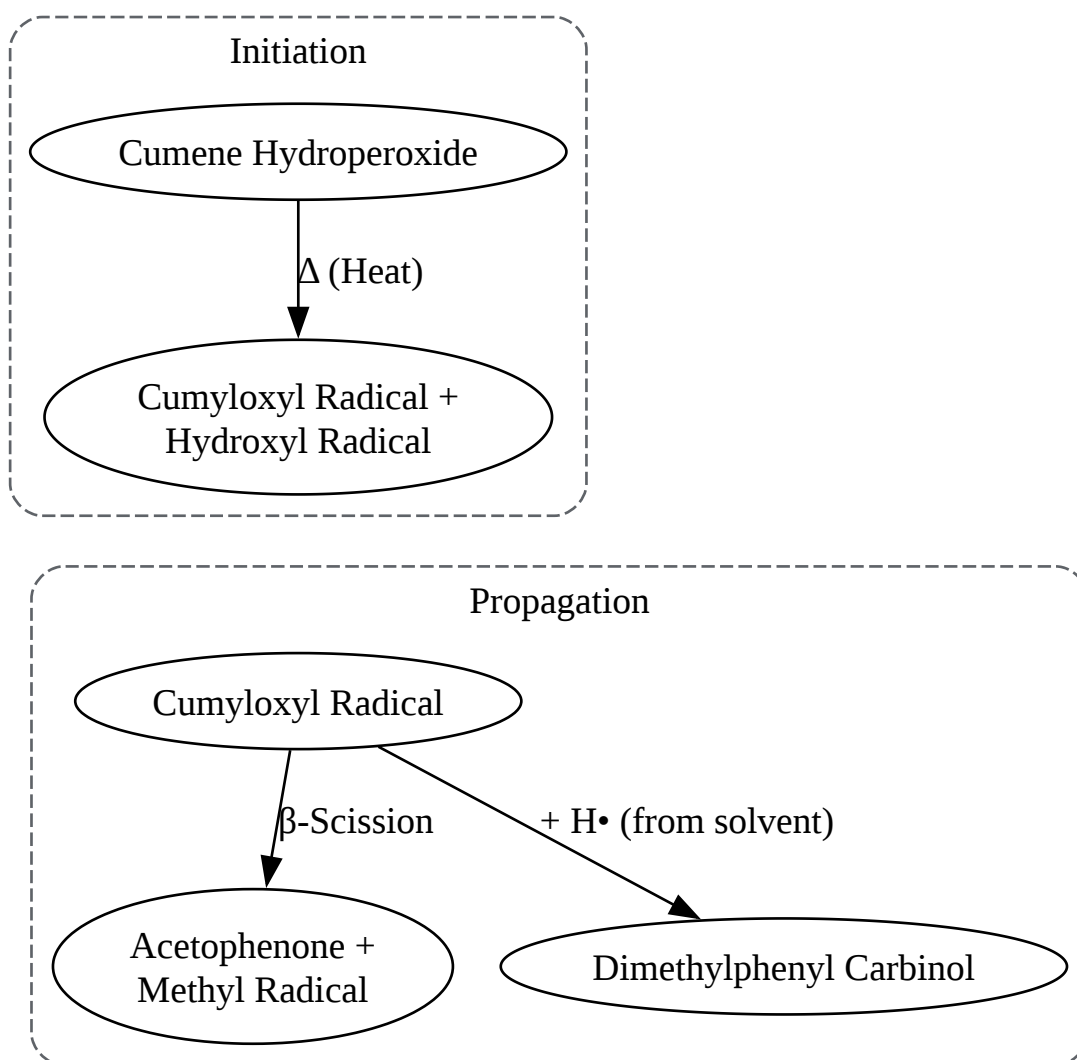 Initiation
Cumene Hydroperoxide
Δ (Heat)
Cumyloxyl Radical +
Hydroxyl Radical
Propagation
Cumyloxyl Radical
β-Scission
+ H• (from solvent)
Acetophenone +
Methyl Radical
Dimethylphenyl Carbinol